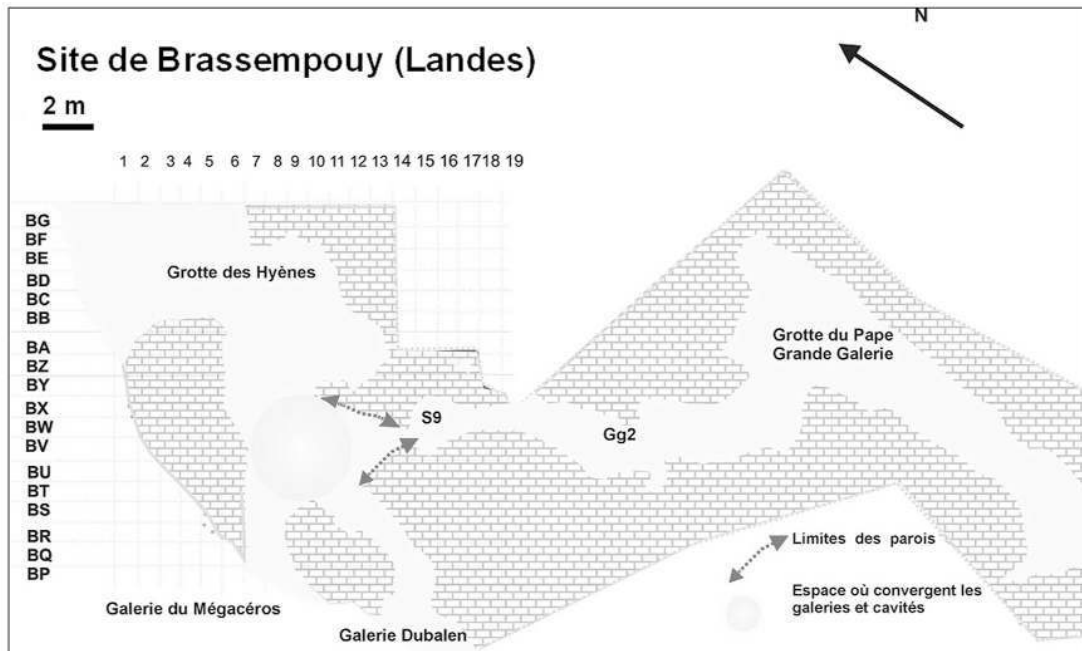 N
Site de Brassempouy (Landes)
2 m
1 2 3 4 5 6 7 8 9 10 11 12 13 14 15 16 17 18 19
BG
BF
BE
BD
BC
BB
BA
BZ
BY
BX
BW
BV
BU
BT
BS
BR
BQ
BP
Grotte des Hyènes
Grotte du Pape
Grande Galerie
S9
Gg2
Limites des parois
Espace où convergent les
galeries et cavités
Galerie du Mégacéros
Galerie Dubalen